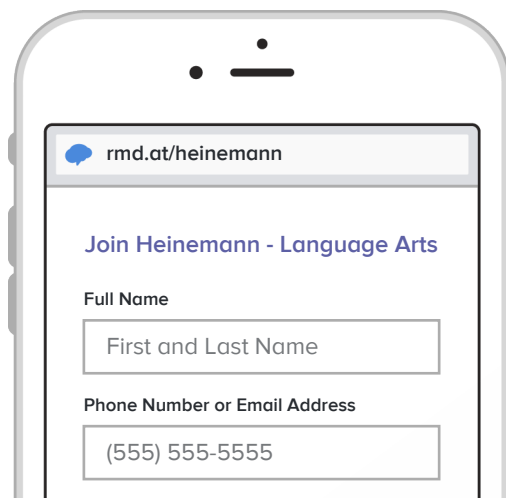 rmd.at/heinemann
Join Heinemann - Language Arts
Full Name
First and Last Name
Phone Number or Email Address
(555) 555-5555